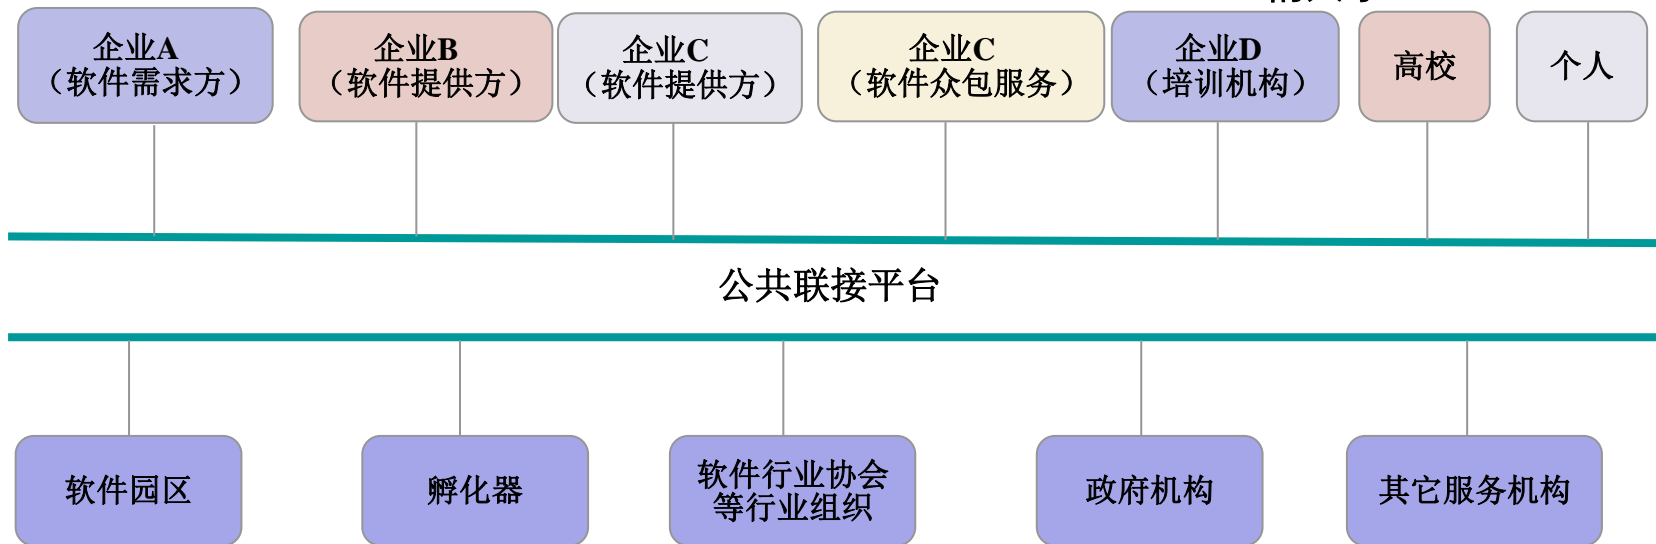 企业A
（软件需求方）
企业B
（软件提供方）
企业C
（软件提供方）
企业C
（软件众包服务）
企业D
（培训机构）
高校
个人
公共联接平台
软件园区
孵化器
软件行业协会
等行业组织
政府机构
其它服务机构